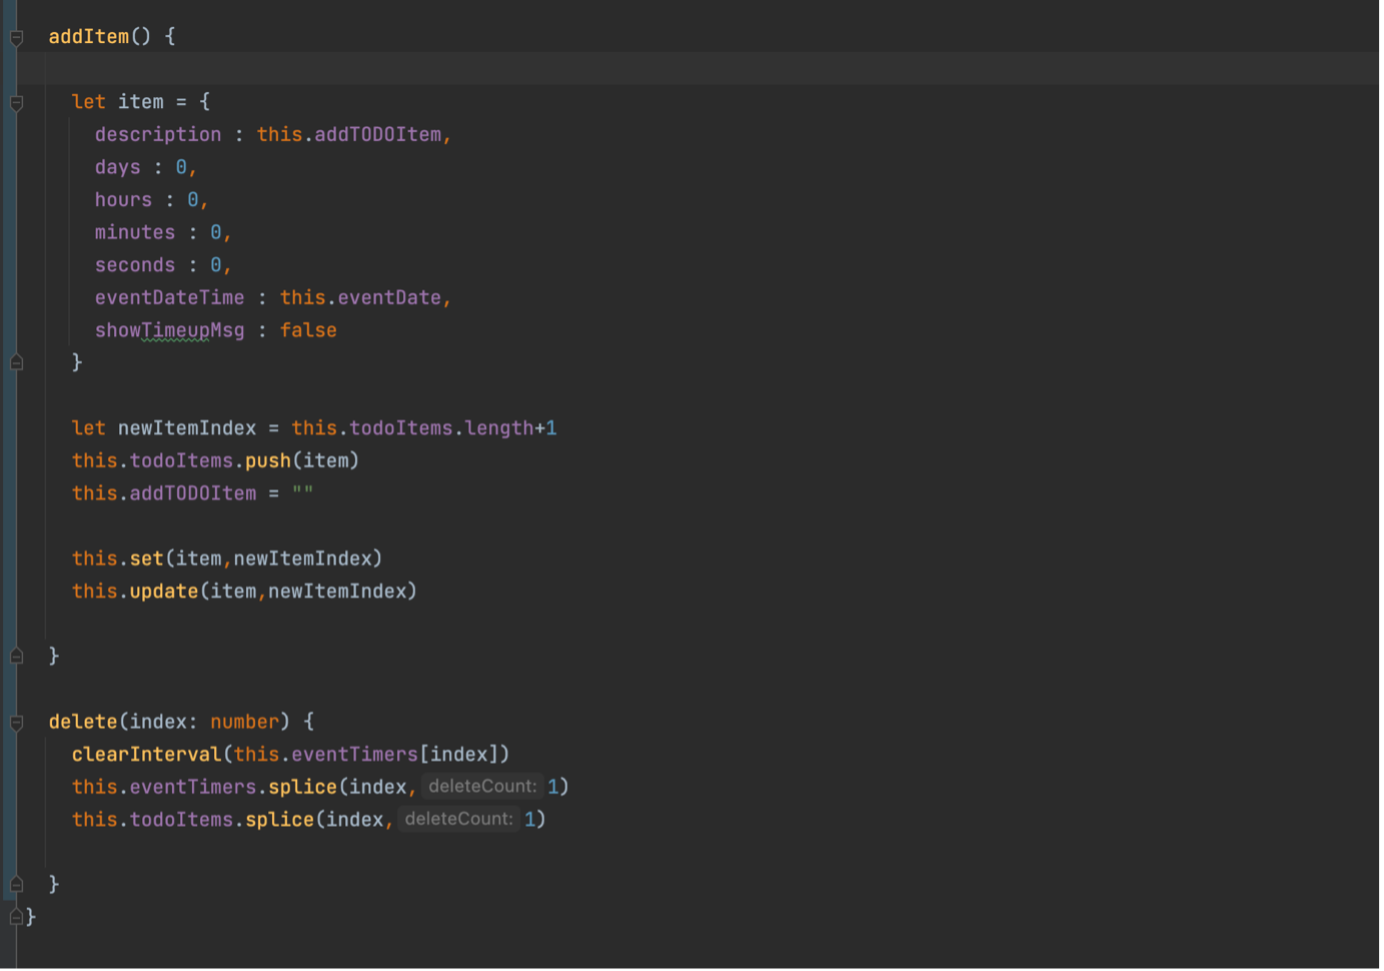 addItem() {
let item = {
description : this.addTODOItem,
days : 0,
hours : 0,
minutes : 0,
seconds : 0,
eventDateTime : this.eventDate,
showTimeupMsg : false
}
let newItemIndex = this.todoItems.length+1
this.todoItems.push(item)
this.addTODOItem = ""
this.set(item,newItemIndex)
this.update(item,newItemIndex)
}
delete(index: number) {
clearInterval(this.eventTimers[index])
this.eventTimers.splice(index, deleteCount: 1)
this.todoItems.splice(index, deleteCount: 1)
}
}